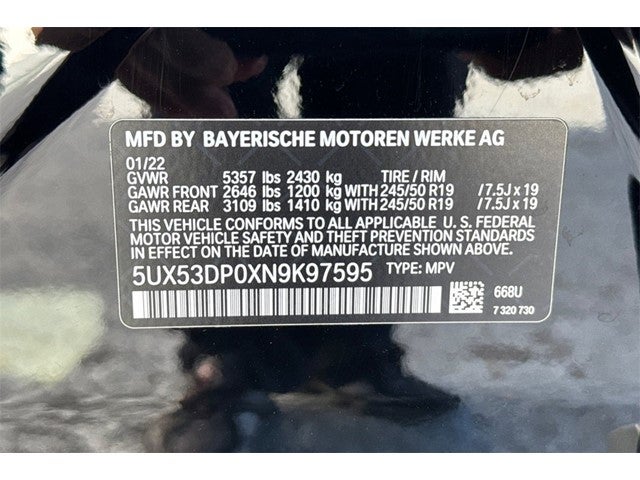 MFD BY BAYERISCHE MOTOREN WERKE AG
01/22
GVWR 5357 lbs 2430 kg TIRE / RIM
GAWR FRONT 2646 lbs 1200 kg WITH 245/50 R19 / 7.5J x 19
GAWR REAR 3109 lbs 1410 kg WITH 245/50 R19 / 7.5J x 19
THIS VEHICLE CONFORMS TO ALL APPLICABLE U.S. FEDERAL
MOTOR VEHICLE SAFETY AND THEFT PREVENTION STANDARDS
IN EFFECT ON THE DATE OF MANUFACTURE SHOWN ABOVE.
5UX53DP0XN9K97595 TYPE: MPV
668U
7 320 730